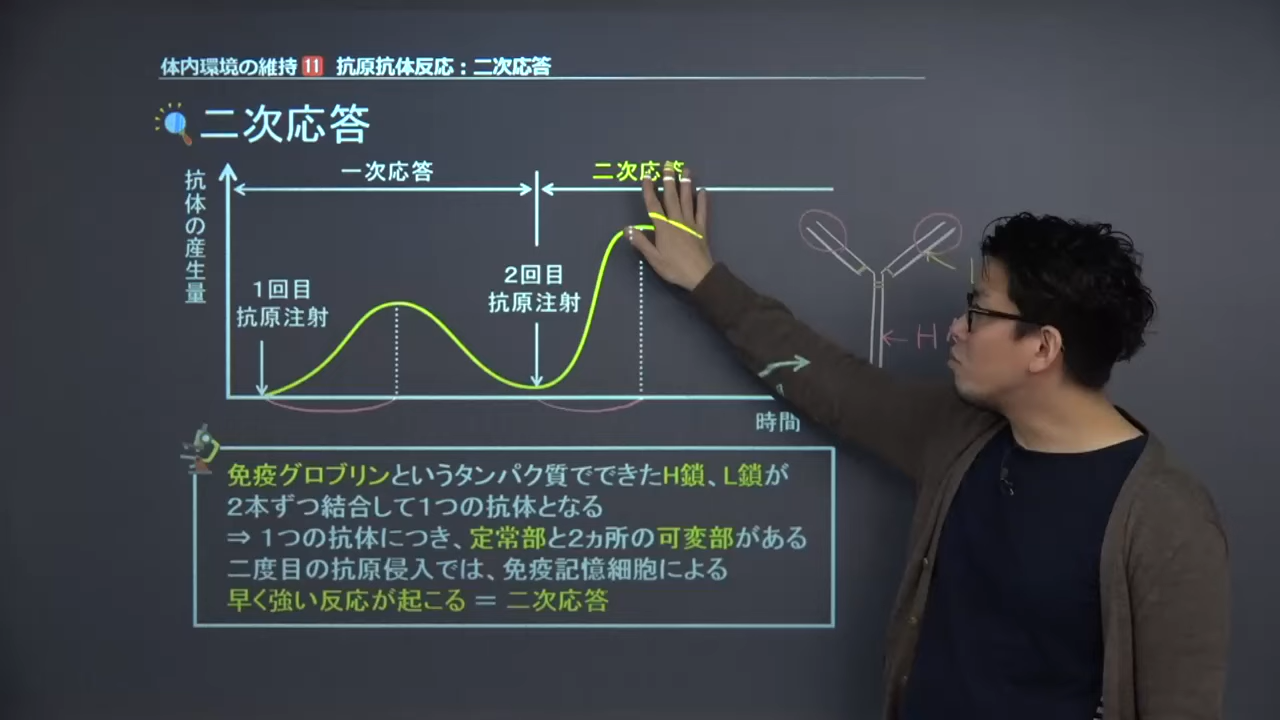 体内環境の維持 11 抗原抗体反応：二次応答
二次応答
抗体の産生量
一次応答
二次応答
1回目
抗原注射
2回目
抗原注射
時間
H
免疫グロブリンというタンパク質でできたH鎖、L鎖が
2本ずつ結合して1つの抗体となる
⇒ 1つの抗体につき、定常部と2ヵ所の可変部がある
二度目の抗原侵入では、免疫記憶細胞による
早く強い反応が起こる ＝ 二次応答